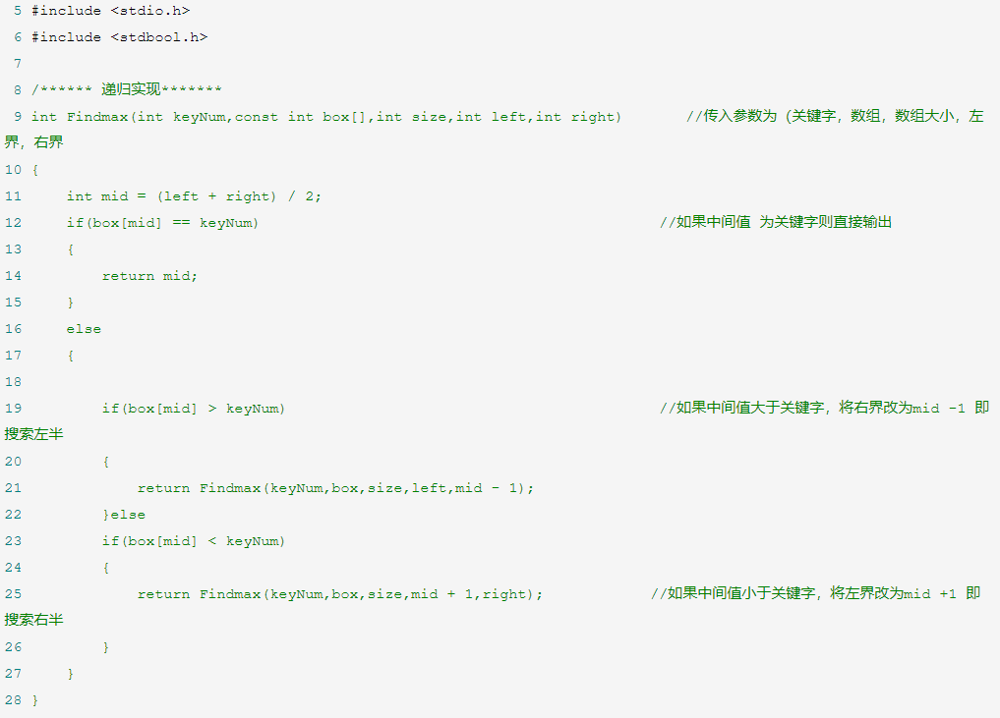 5 #include <stdio.h>
6 #include <stdbool.h>
7
8 /****** 递归实现*******
9 int Findmax(int keyNum,const int box[],int size,int left,int right)        //传入参数为（关键字，数组，数组大小，左
界，右界
10 {
11     int mid = (left + right) / 2;
12     if(box[mid] == keyNum)                                              //如果中间值 为关键字则直接输出
13     {
14         return mid;
15     }
16     else
17     {
18
19         if(box[mid] > keyNum)                                           //如果中间值大于关键字，将右界改为mid -1 即
搜索左半
20         {
21             return Findmax(keyNum,box,size,left,mid - 1);
22         }else
23         if(box[mid] < keyNum)
24         {
25             return Findmax(keyNum,box,size,mid + 1,right);             //如果中间值小于关键字，将左界改为mid +1 即
搜索右半
26         }
27     }
28 }